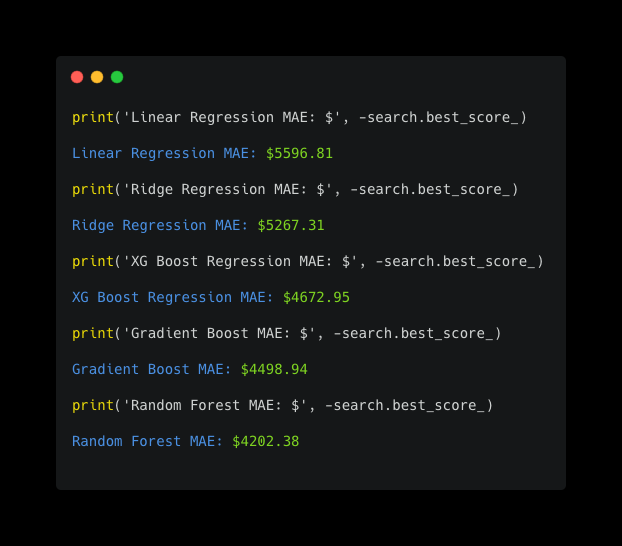 print('Linear Regression MAE: $', -search.best_score_)
Linear Regression MAE: $5596.81
print('Ridge Regression MAE: $', -search.best_score_)
Ridge Regression MAE: $5267.31
print('XG Boost Regression MAE: $', -search.best_score_)
XG Boost Regression MAE: $4672.95
print('Gradient Boost MAE: $', -search.best_score_)
Gradient Boost MAE: $4498.94
print('Random Forest MAE: $', -search.best_score_)
Random Forest MAE: $4202.38